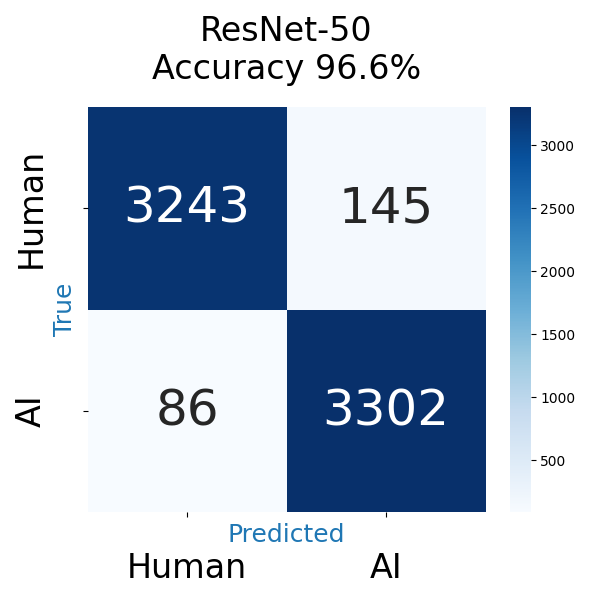 ResNet-50
Accuracy 96.6%
Human
3243
145
3000
2500
2000
1500
1000
500
True
AI
86
3302
Predicted
Human
AI